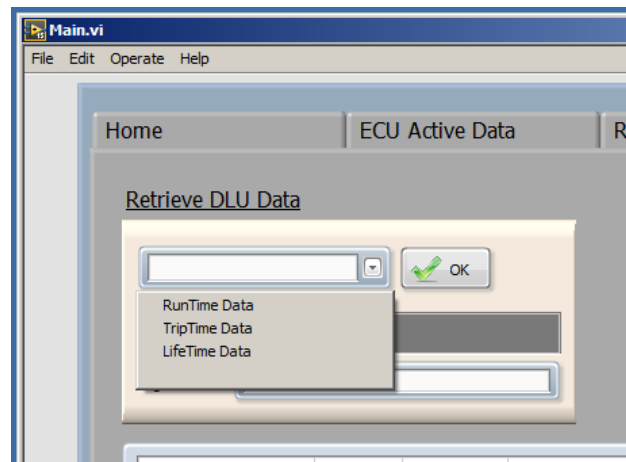 Main.vi
File Edit Operate Help
Home ECU Active Data R
Retrieve DLU Data
OK
RunTime Data
TripTime Data
LifeTime Data